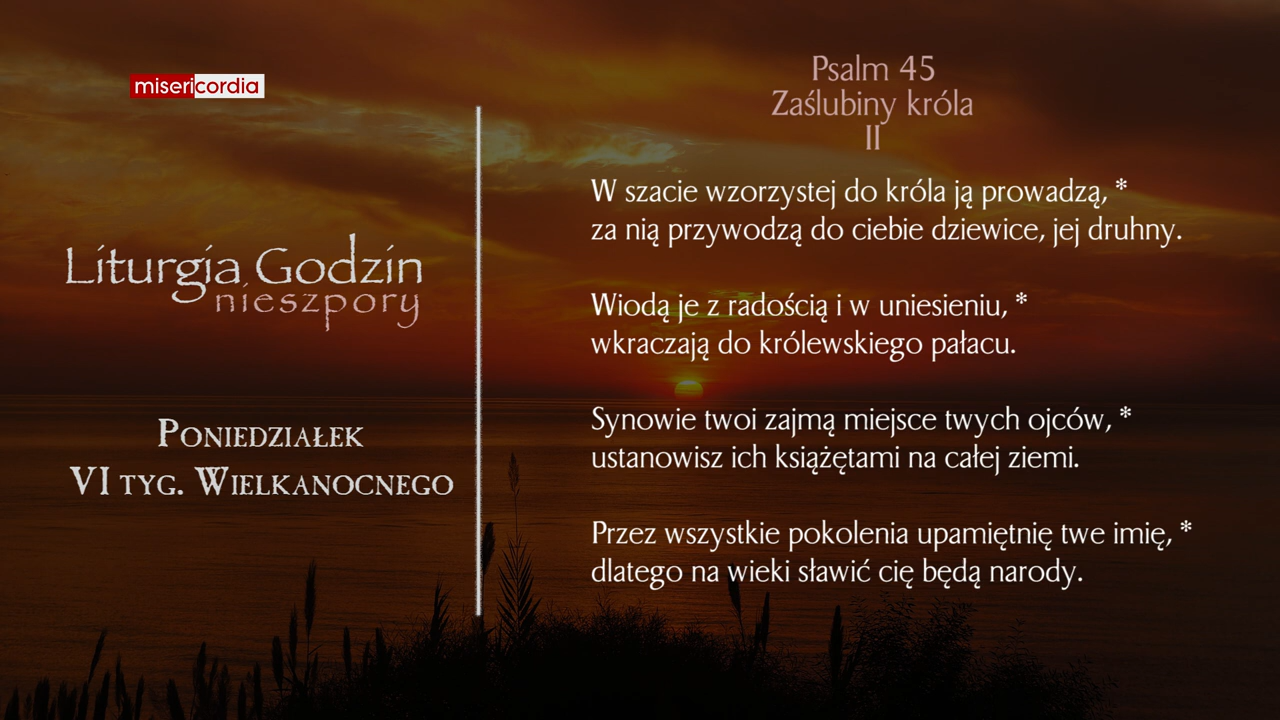 misericordia
Liturgia Godzin
nieszpory
Poniedziałek
VI tyg. Wielkanocnego
Psalm 45
Zaślubiny króla
II
W szacie wzorzystej do króla ją prowadzą, *
za nią przywodzą do ciebie dziewice, jej druhny.
Wiodą je z radością i w uniesieniu, *
wkraczają do królewskiego pałacu.
Synowie twoi zajmą miejsce twych ojców, *
ustanowisz ich książętami na całej ziemi.
Przez wszystkie pokolenia upamiętnię twe imię, *
dlatego na wieki sławić cię będą narody.